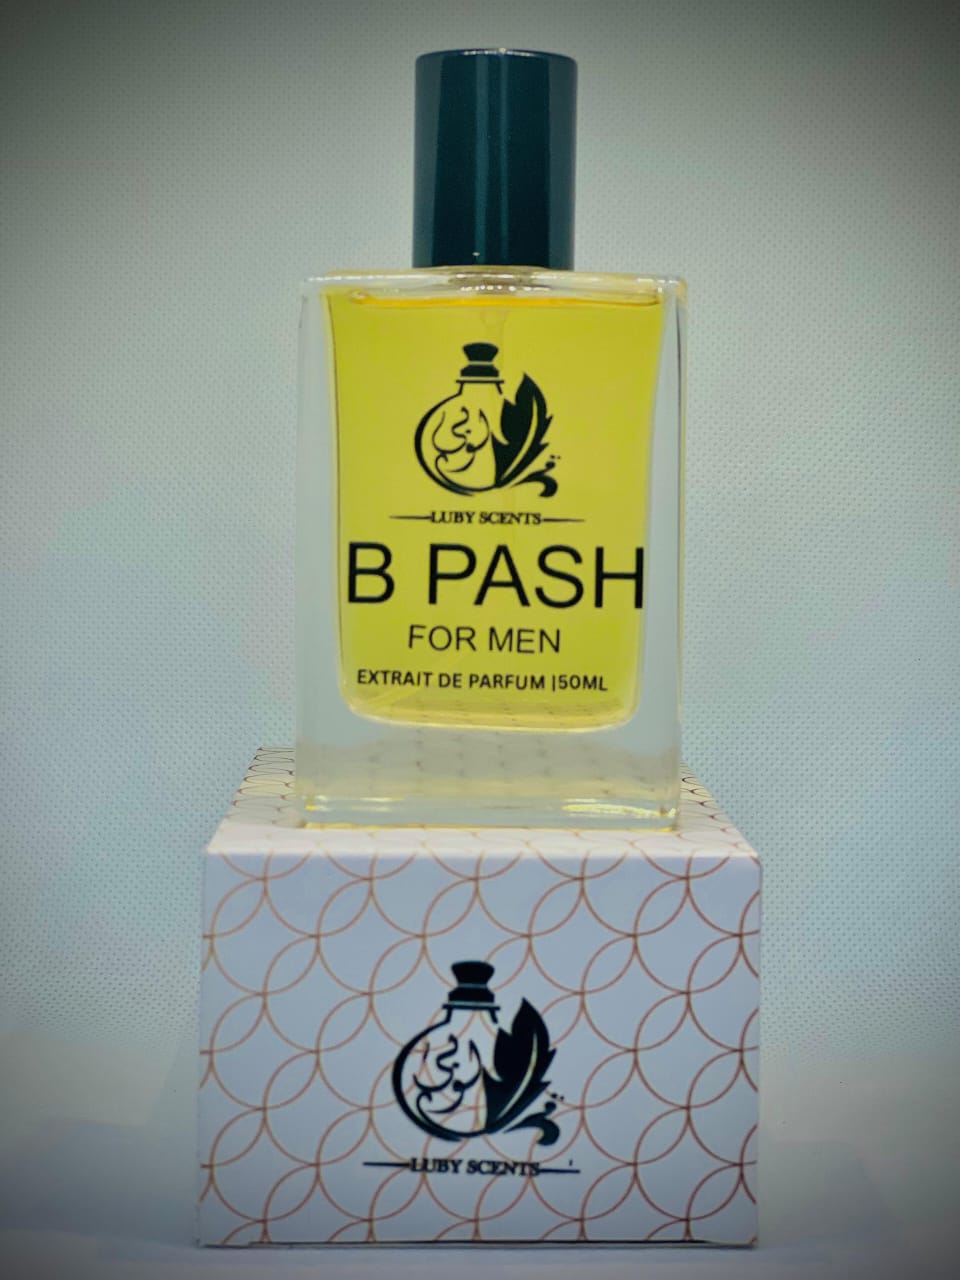 لوبي
LUBY SCENTS
B PASH
FOR MEN
EXTRAIT DE PARFUM |50ML
لوبي
LUBY SCENTS